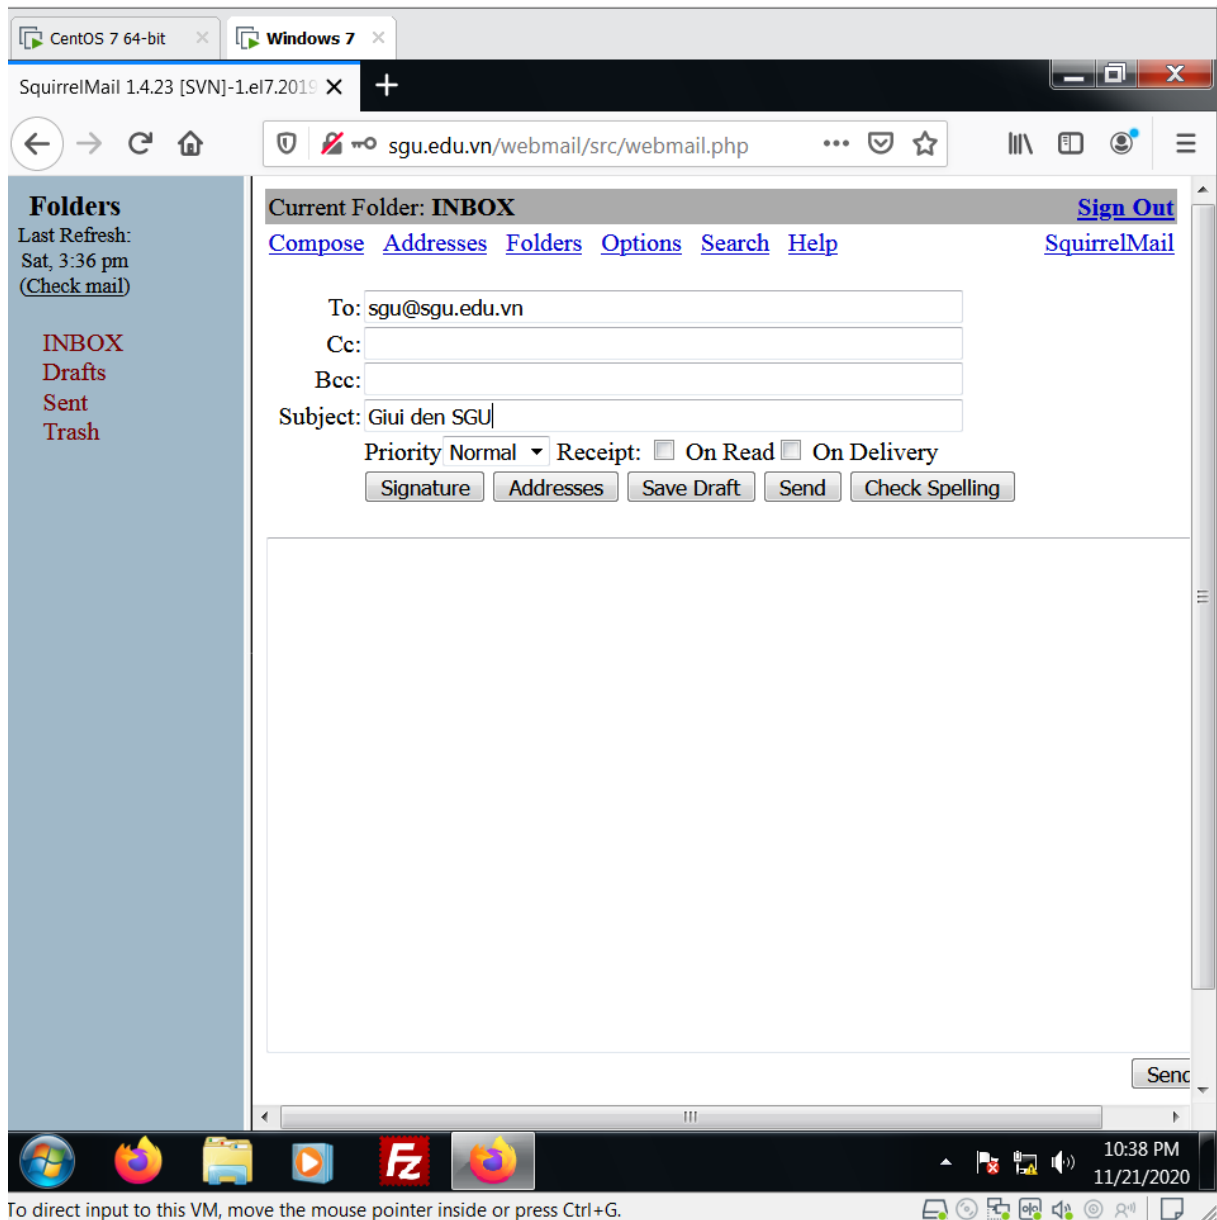 CentOS 7 64-bit
Windows 7
SquirrelMail 1.4.23 [SVN]-1.el7.2019
sgu.edu.vn/webmail/src/webmail.php
Folders
Last Refresh:
Sat, 3:36 pm
(Check mail)
INBOX
Drafts
Sent
Trash
Current Folder: INBOX
Sign Out
Compose Addresses Folders Options Search Help
SquirrelMail
To: sgu@sgu.edu.vn
Cc:
Bcc:
Subject: Giui den SGU
Priority Normal Receipt: On Read On Delivery
Signature Addresses Save Draft Send Check Spelling
Send
10:38 PM
11/21/2020
To direct input to this VM, move the mouse pointer inside or press Ctrl+G.